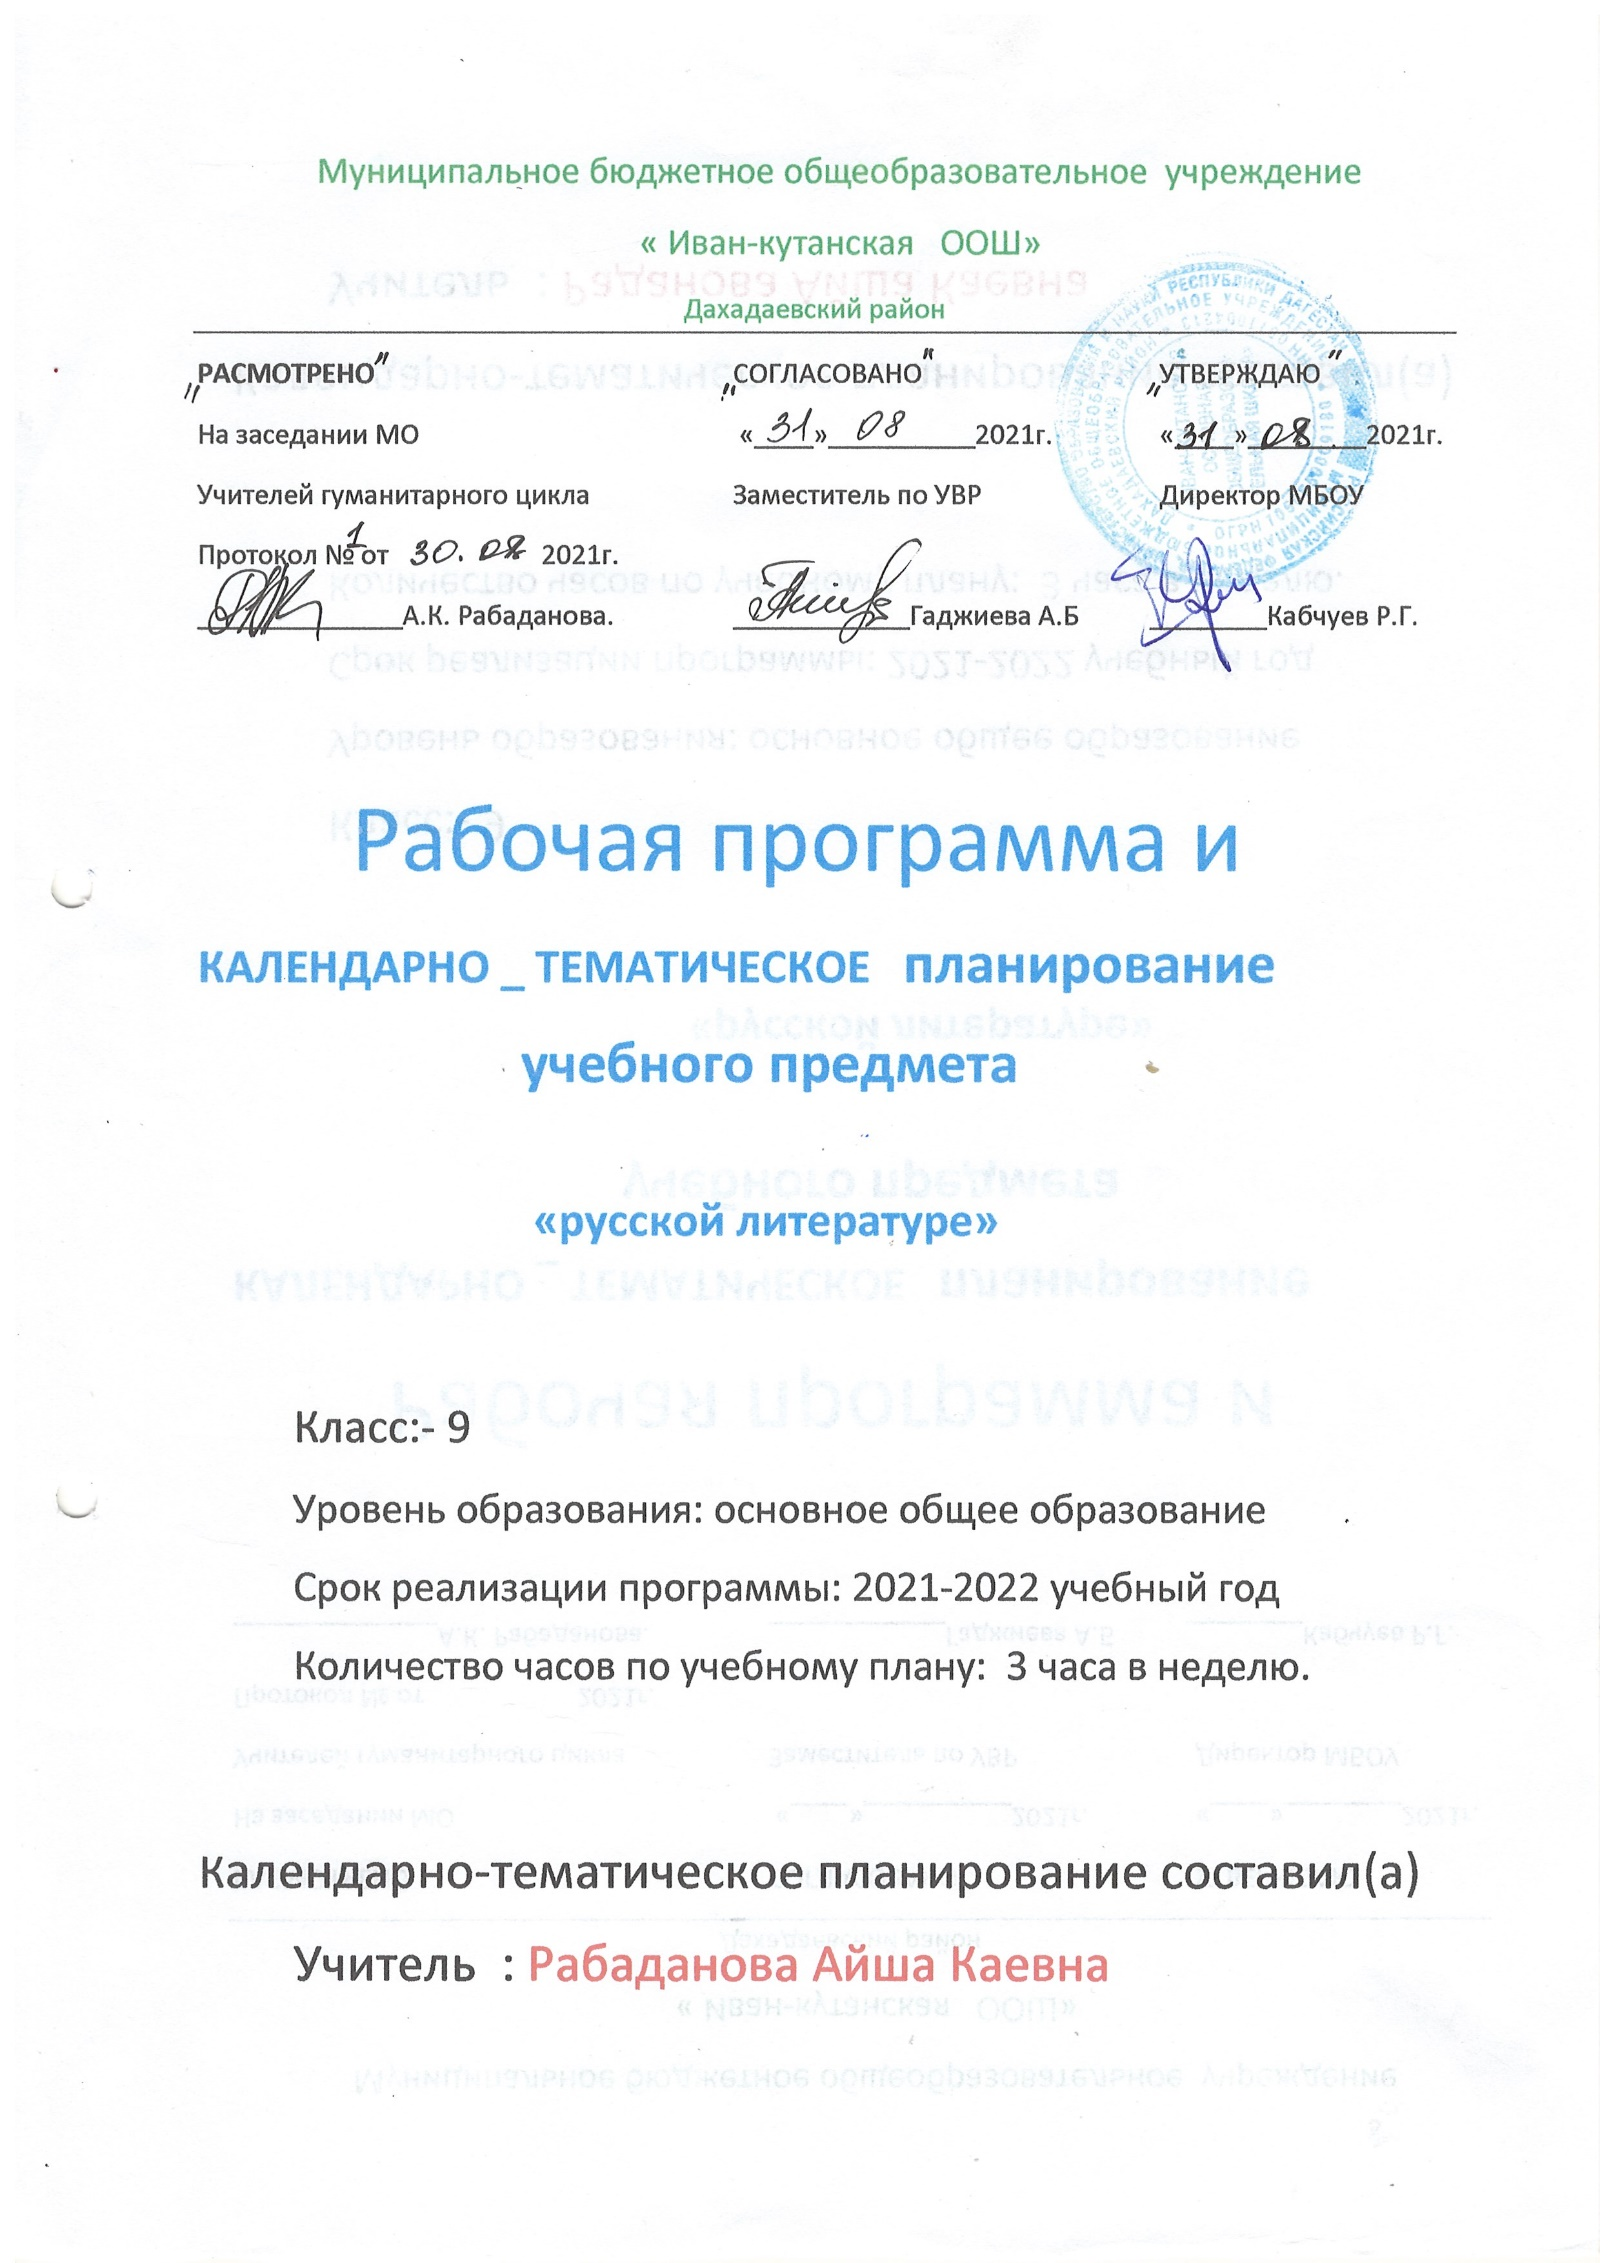 Муниципальное бюджетное общеобразовательное учреждение
« Иван-кутанская ООШ»
Дахадаевский район
„РАСМОТРЕНО" „СОГЛАСОВАНО" „УТВЕРЖДАЮ"
На заседании МО «31» 08 2021г. «31» 08 2021г.
Учителей гуманитарного цикла Заместитель по УВР Директор МБОУ
Протокол № 1 от 30. 08 2021г.
А.К. Рабаданова. Гаджиева А.Б Кабчуев Р.Г.
Рабочая программа и
КАЛЕНДАРНО _ ТЕМАТИЧЕСКОЕ планирование
учебного предмета
«русской литературе»
Класс:- 9
Уровень образования: основное общее образование
Срок реализации программы: 2021-2022 учебный год
Количество часов по учебному плану: 3 часа в неделю.
Календарно-тематическое планирование составил(а)
Учитель : Рабаданова Айша Каевна